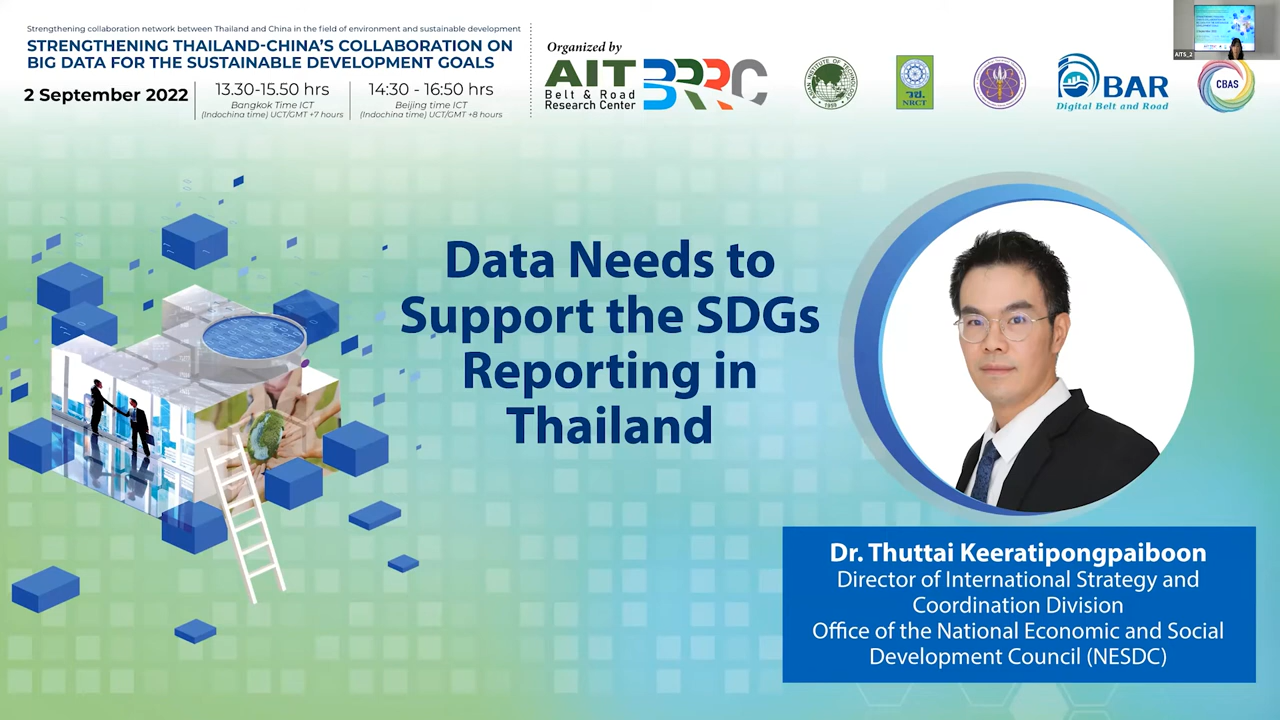 Strengthening collaboration network between Thailand and China in the field of environment and sustainable development
STRENGTHENING THAILAND-CHINA'S COLLABORATION ON
BIG DATA FOR THE SUSTAINABLE DEVELOPMENT GOALS
2 September 2022
13.30-15.50 hrs
Bangkok Time ICT
(Indochina time) UCT/GMT +7 hours
14:30 - 16:50 hrs
Beijing time ICT
(Indochina time) UCT/GMT +8 hours
Organized by
AIT
Belt & Road
Research Center
BRRC
1959
วช.
NRCT
DBAR
Digital Belt and Road
CBAS
AITS_2
Data Needs to
Support the SDGs
Reporting in
Thailand
Dr. Thuttai Keeratipongpaiboon
Director of International Strategy and
Coordination Division
Office of the National Economic and Social
Development Council (NESDC)